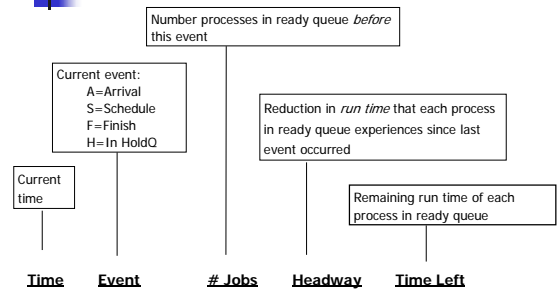 Number processes in ready queue before
this event
Current event:
A=Arrival
S=Schedule
F=Finish
H=In HoldQ
Reduction in run time that each process
in ready queue experiences since last
event occurred
Current
time
Remaining run time of each
process in ready queue
Time Event # Jobs Headway Time Left